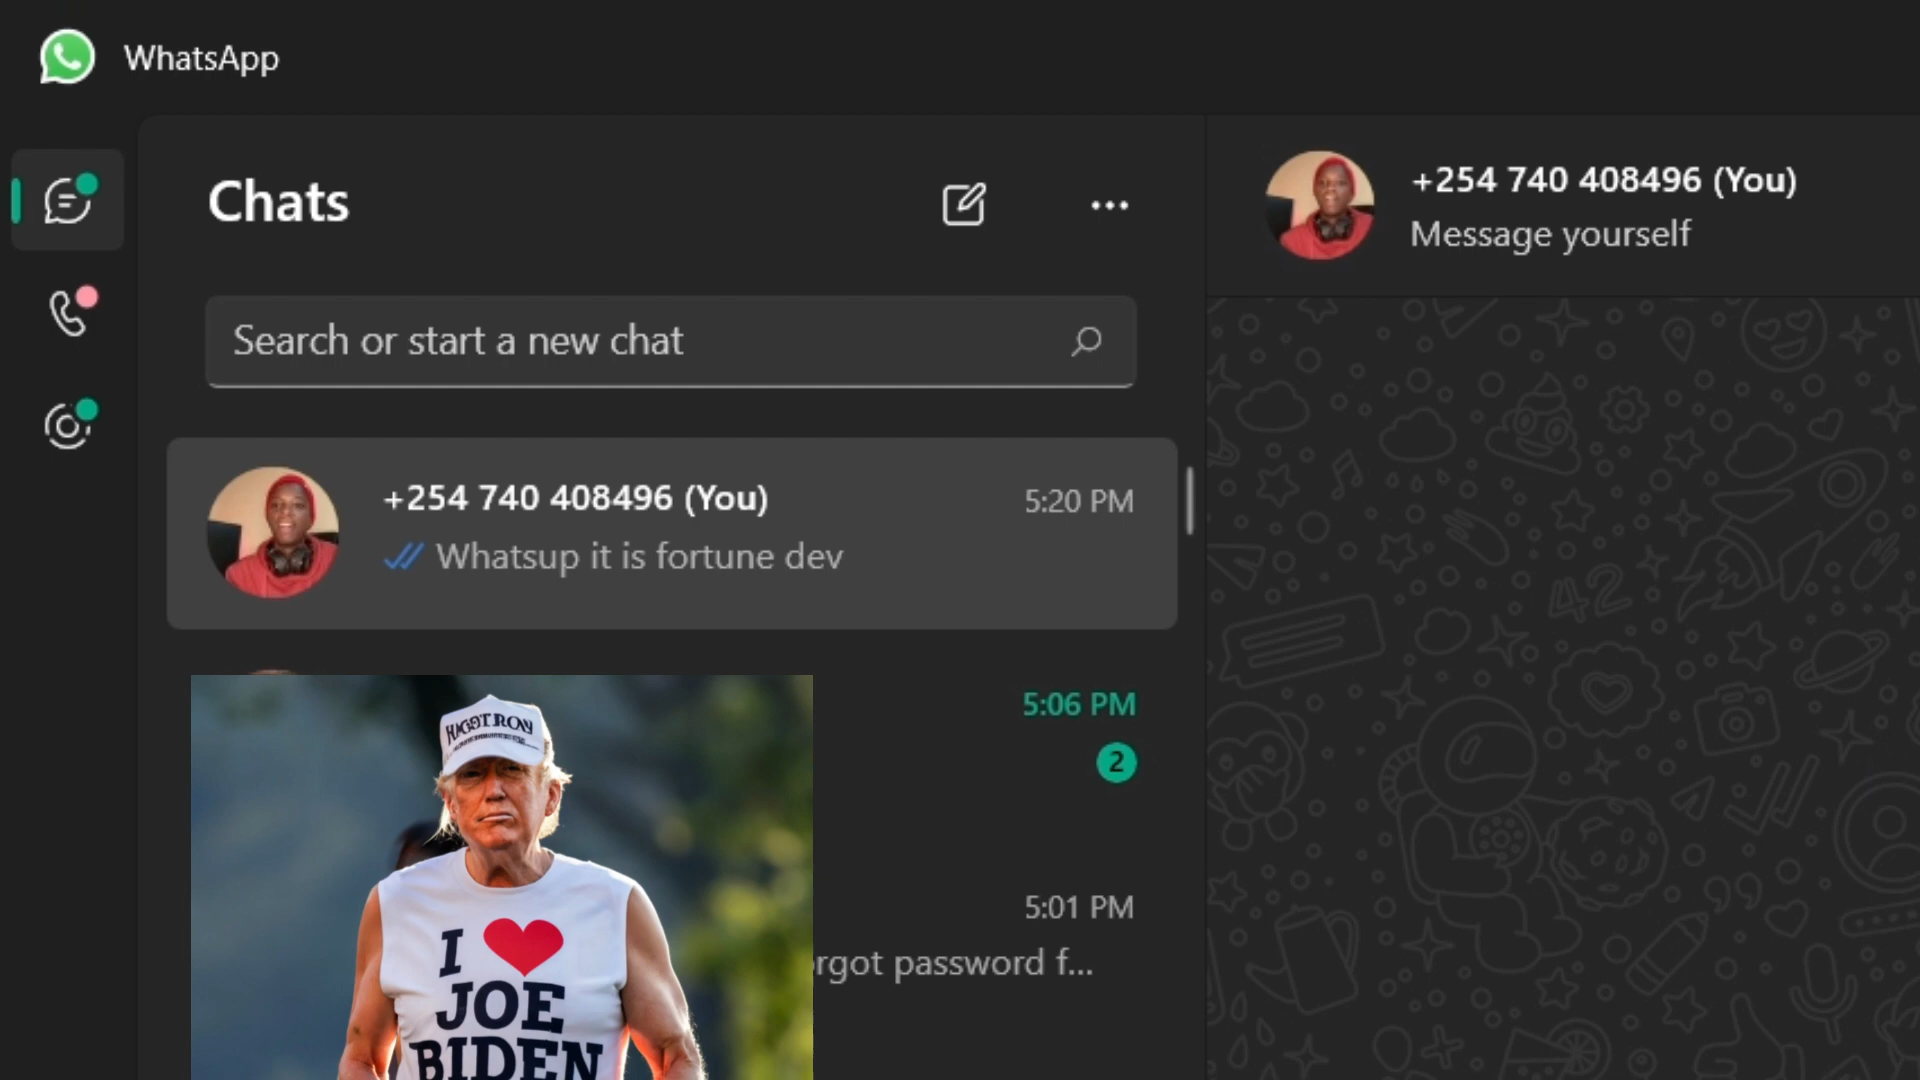 WhatsApp
Chats
Search or start a new chat
+254 740 408496 (You)
5:20 PM
Whatsup it is fortune dev
5:06 PM
2
5:01 PM
rgot password f...
+254 740 408496 (You)
Message yourself
I
JOE
BIDEN
42